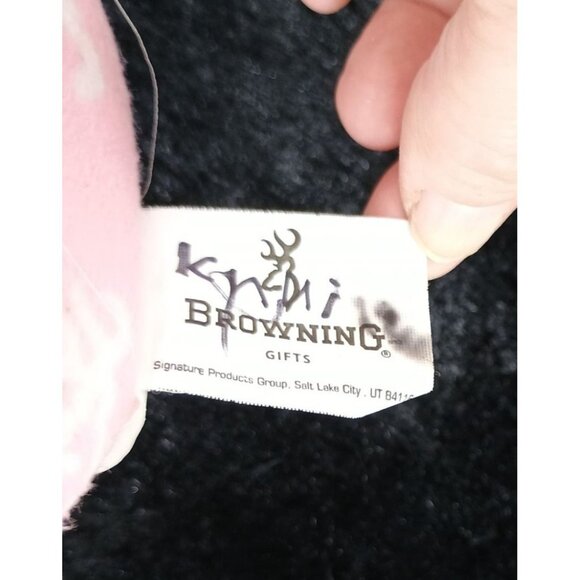 BROWNING®
GIFTS
Signature Products Group, Salt Lake City, UT